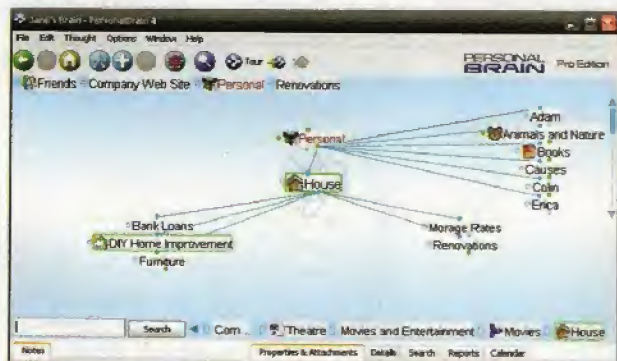 Jane's Brain - PersonalBrain 4
File Edit Thought Options Window Help
Tour
PERSONAL BRAIN Pro Edition
Friends Company Web Site Personal Renovations
Adam
Personal
Animals and Nature
Books
House
Causes
Colin
Erica
Bank Loans
Morage Rates
DIY Home Improvement
Renovations
Furniture
Search Com... Theatre Movies and Entertainment Movies House
Notes Properties & Attachments Details Search Reports Calendar